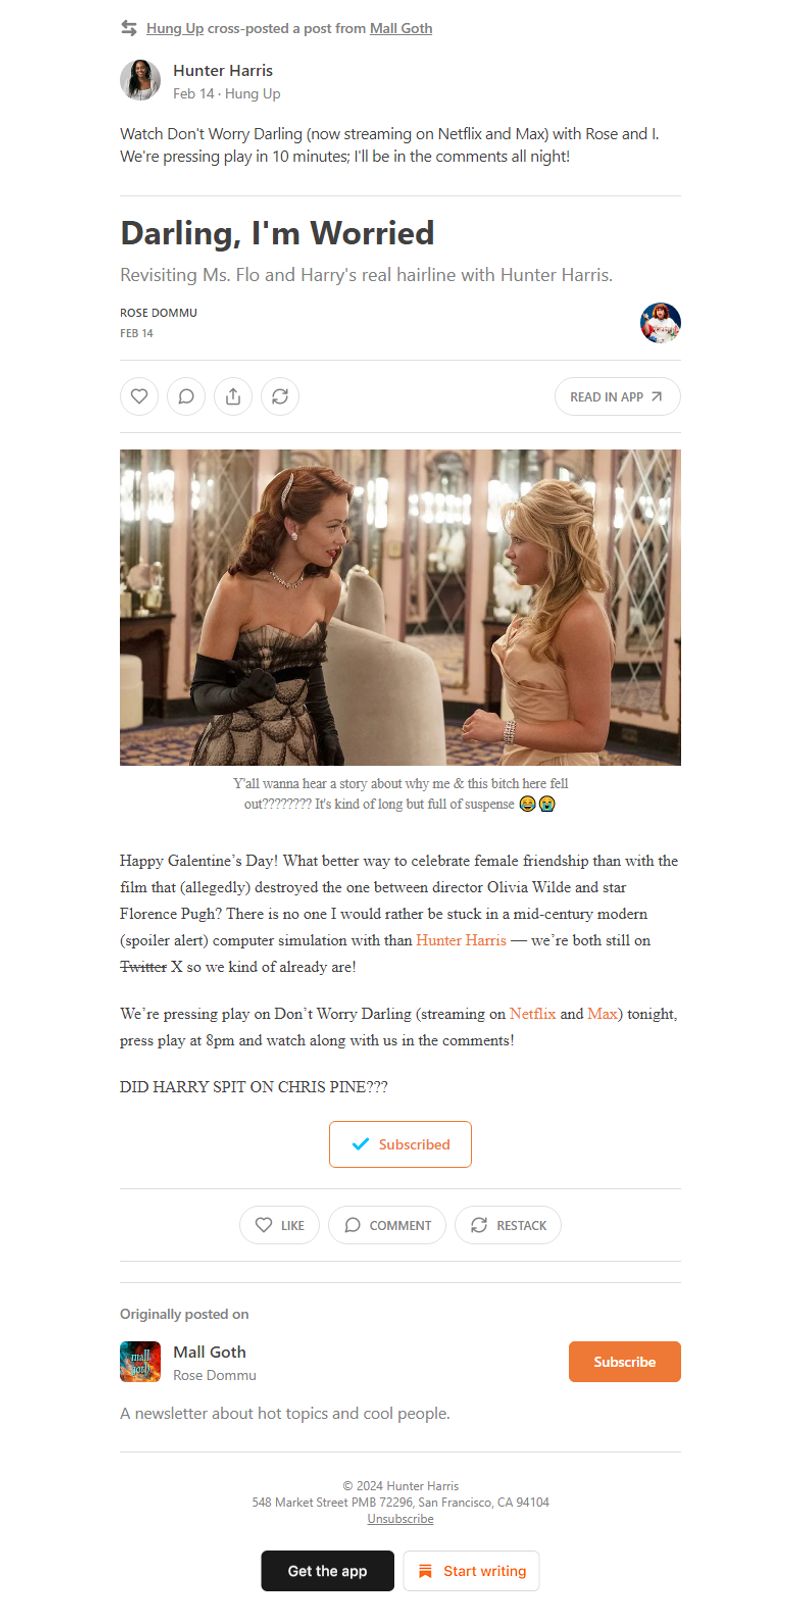 Hung Up cross-posted a post from Mall Goth
Hunter Harris
Feb 14 · Hung Up
Watch Don't Worry Darling (now streaming on Netflix and Max) with Rose and I.
We're pressing play in 10 minutes; I'll be in the comments all night!
Darling, I'm Worried
Revisiting Ms. Flo and Harry's real hairline with Hunter Harris.
ROSE DOMMU
FEB 14
READ IN APP
Y'all wanna hear a story about why me & this bitch here fell
out???????? It's kind of long but full of suspense 😂😭
Happy Galentine’s Day! What better way to celebrate female friendship than with the
film that (allegedly) destroyed the one between director Olivia Wilde and star
Florence Pugh? There is no one I would rather be stuck in a mid-century modern
(spoiler alert) computer simulation with than Hunter Harris — we’re both still on
Twitter X so we kind of already are!
We’re pressing play on Don’t Worry Darling (streaming on Netflix and Max) tonight,
press play at 8pm and watch along with us in the comments!
DID HARRY SPIT ON CHRIS PINE???
Subscribed
LIKE COMMENT RESTACK
Originally posted on
mall
goth
Mall Goth
Rose Dommu
Subscribe
A newsletter about hot topics and cool people.
© 2024 Hunter Harris
548 Market Street PMB 72296, San Francisco, CA 94104
Unsubscribe
Get the app Start writing